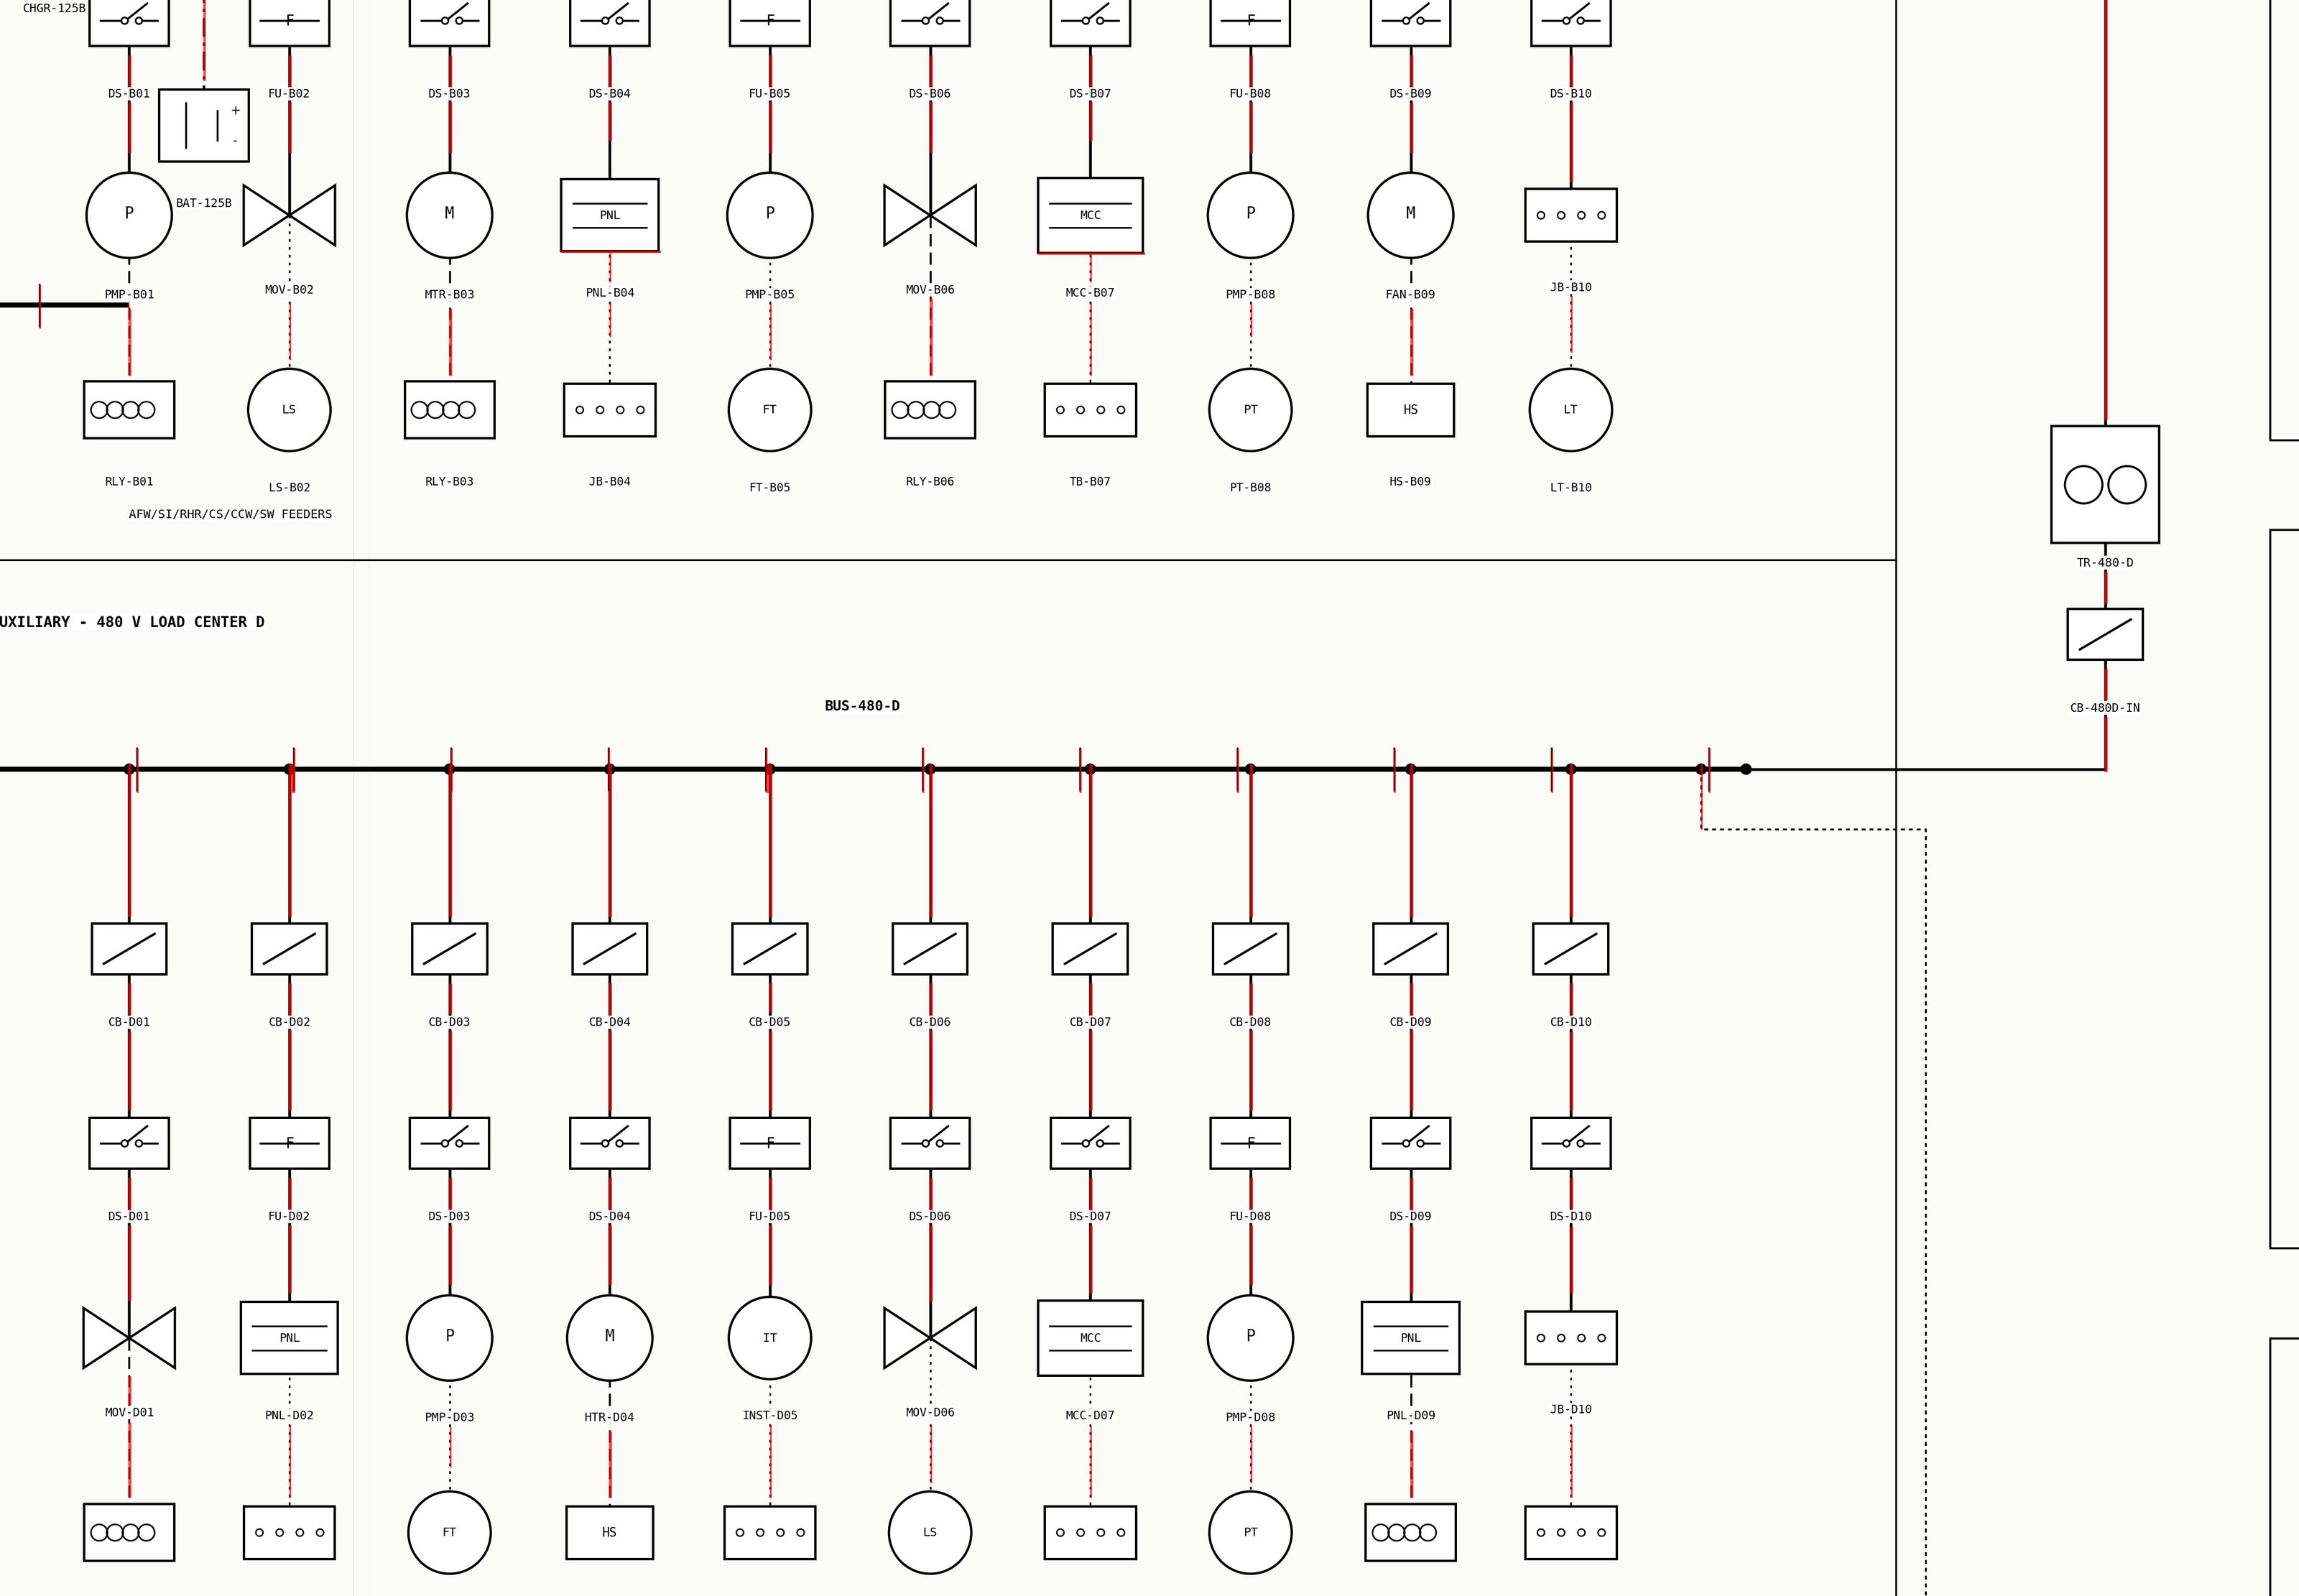 CHGR-125B
F F F
DS-B01 FU-B02 DS-B03 DS-B04 FU-B05 DS-B06 DS-B07 FU-B08 DS-B09 DS-B10
+
-
BAT-125B
P M PNL P MCC P M
PMP-B01 MOV-B02 MTR-B03 PNL-B04 PMP-B05 MOV-B06 MCC-B07 PMP-B08 FAN-B09 JB-B10
LS FT PT HS LT
RLY-B01 LS-B02 RLY-B03 JB-B04 FT-B05 RLY-B06 TB-B07 PT-B08 HS-B09 LT-B10
AFW/SI/RHR/CS/CCW/SW FEEDERS
TR-480-D
UXILIARY - 480 V LOAD CENTER D
BUS-480-D
CB-480D-IN
CB-D01 CB-D02 CB-D03 CB-D04 CB-D05 CB-D06 CB-D07 CB-D08 CB-D09 CB-D10
F F F
DS-D01 FU-D02 DS-D03 DS-D04 FU-D05 DS-D06 DS-D07 FU-D08 DS-D09 DS-D10
PNL P M IT MCC P PNL
MOV-D01 PNL-D02 PMP-D03 HTR-D04 INST-D05 MOV-D06 MCC-D07 PMP-D08 PNL-D09 JB-D10
FT HS LS PT